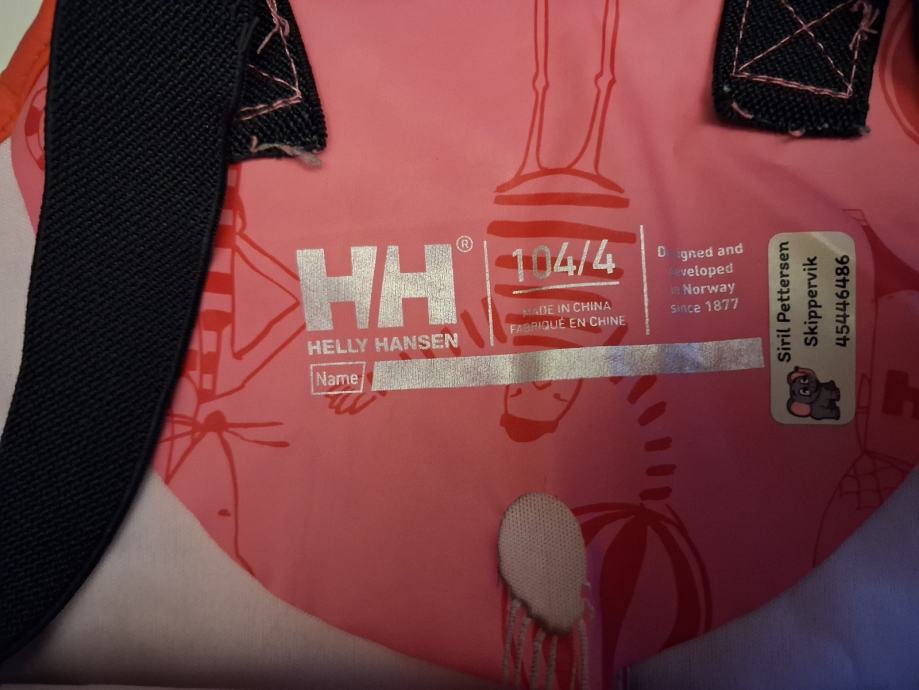 HH®
HELLY HANSEN
104/4
MADE IN CHINA
FABRIQUÉ EN CHINE
Designed and
developed
in Norway
since 1877
Name
Siril Pettersen
Skippervik
45446486